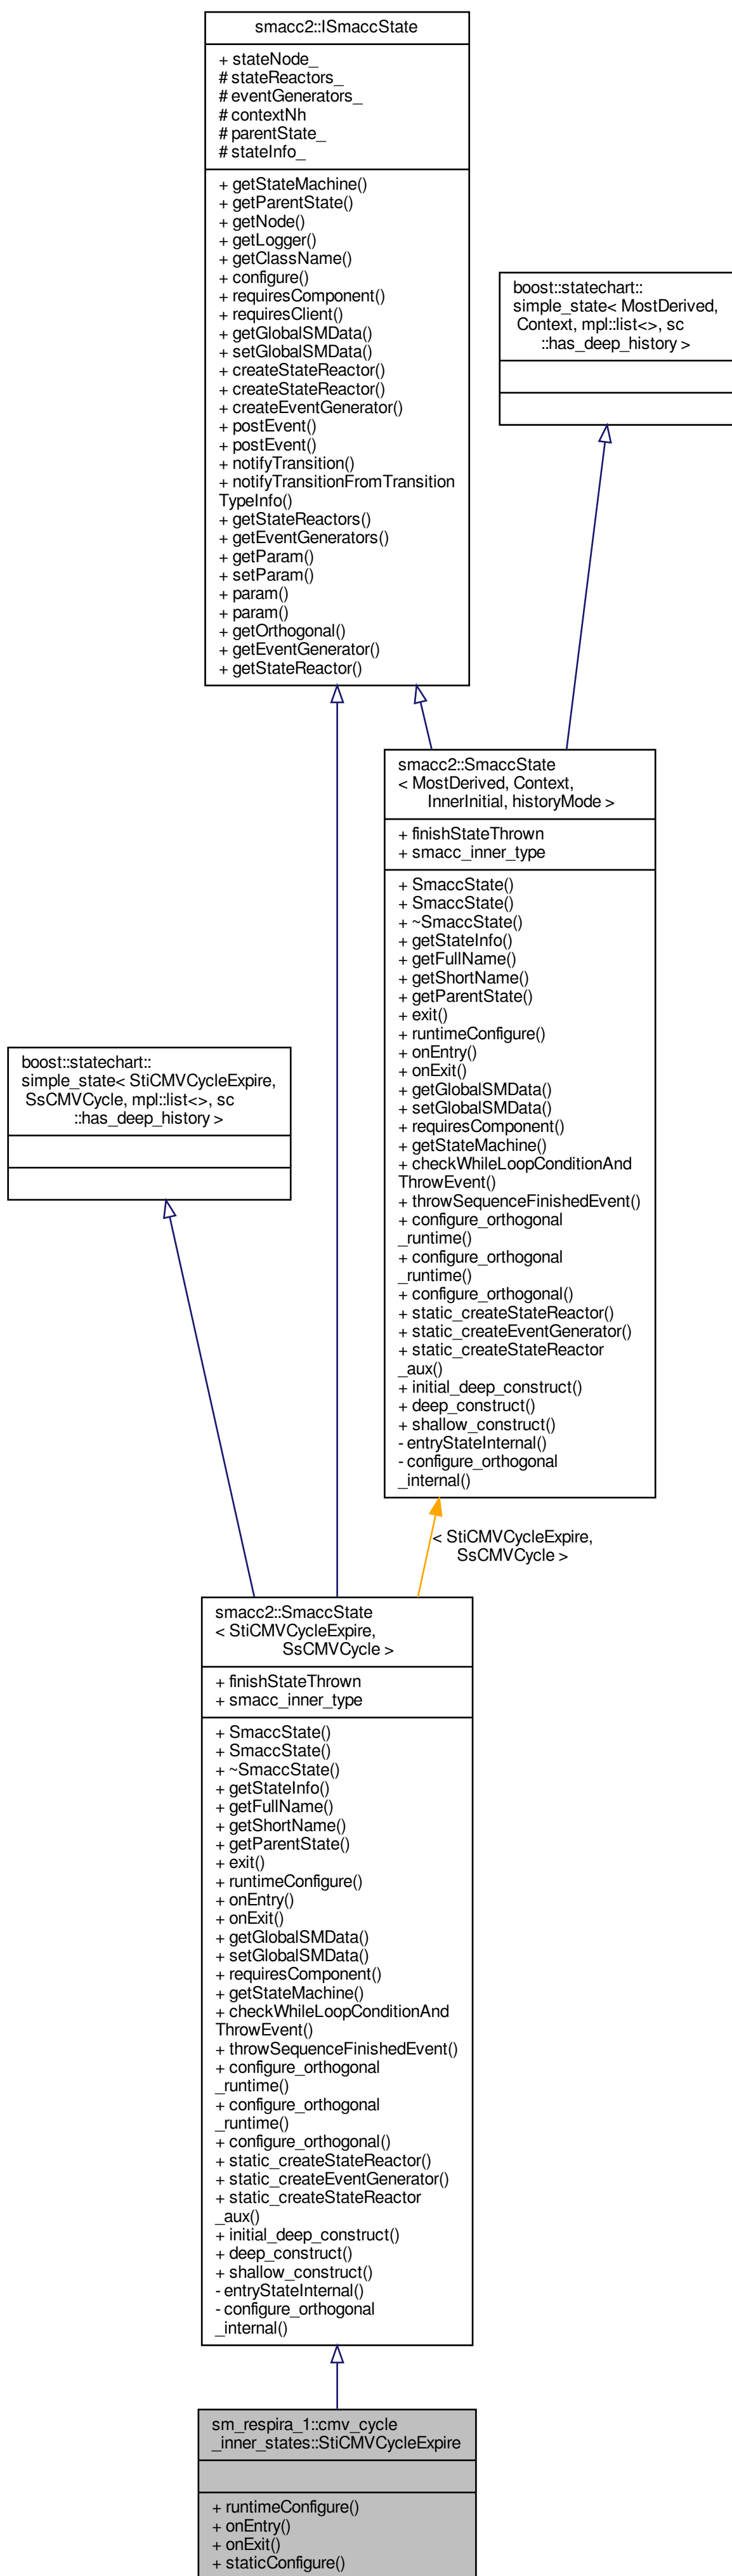 smacc2::ISmaccState
+ stateNode_
# stateReactors_
# eventGenerators_
# contextNh
# parentState_
# stateInfo_
+ getStateMachine()
+ getParentState()
+ getNode()
+ getLogger()
+ getClassName()
+ configure()
+ requiresComponent()
+ requiresClient()
+ getGlobalSMData()
+ setGlobalSMData()
+ createStateReactor()
+ createStateReactor()
+ createEventGenerator()
+ postEvent()
+ postEvent()
+ notifyTransition()
+ notifyTransitionFromTransition
TypeInfo()
+ getStateReactors()
+ getEventGenerators()
+ getParam()
+ setParam()
+ param()
+ param()
+ getOrthogonal()
+ getEventGenerator()
+ getStateReactor()
boost::statechart::
simple_state< MostDerived,
Context, mpl::list<>, sc
::has_deep_history >
smacc2::SmaccState
< MostDerived, Context,
InnerInitial, historyMode >
+ finishStateThrown
+ smacc_inner_type
+ SmaccState()
+ SmaccState()
+ ~SmaccState()
+ getStateInfo()
+ getFullName()
+ getShortName()
+ getParentState()
+ exit()
+ runtimeConfigure()
+ onEntry()
+ onExit()
+ getGlobalSMData()
+ setGlobalSMData()
+ requiresComponent()
+ getStateMachine()
+ checkWhileLoopConditionAnd
ThrowEvent()
+ throwSequenceFinishedEvent()
+ configure_orthogonal
_runtime()
+ configure_orthogonal
_runtime()
+ configure_orthogonal()
+ static_createStateReactor()
+ static_createEventGenerator()
+ static_createStateReactor
_aux()
+ initial_deep_construct()
+ deep_construct()
+ shallow_construct()
- entryStateInternal()
- configure_orthogonal
_internal()
boost::statechart::
simple_state< StiCMVCycleExpire,
SsCMVCycle, mpl::list<>, sc
::has_deep_history >
< StiCMVCycleExpire,
SsCMVCycle >
smacc2::SmaccState
< StiCMVCycleExpire,
SsCMVCycle >
+ finishStateThrown
+ smacc_inner_type
+ SmaccState()
+ SmaccState()
+ ~SmaccState()
+ getStateInfo()
+ getFullName()
+ getShortName()
+ getParentState()
+ exit()
+ runtimeConfigure()
+ onEntry()
+ onExit()
+ getGlobalSMData()
+ setGlobalSMData()
+ requiresComponent()
+ getStateMachine()
+ checkWhileLoopConditionAnd
ThrowEvent()
+ throwSequenceFinishedEvent()
+ configure_orthogonal
_runtime()
+ configure_orthogonal
_runtime()
+ configure_orthogonal()
+ static_createStateReactor()
+ static_createEventGenerator()
+ static_createStateReactor
_aux()
+ initial_deep_construct()
+ deep_construct()
+ shallow_construct()
- entryStateInternal()
- configure_orthogonal
_internal()
sm_respira_1::cmv_cycle
_inner_states::StiCMVCycleExpire
+ runtimeConfigure()
+ onEntry()
+ onExit()
+ staticConfigure()